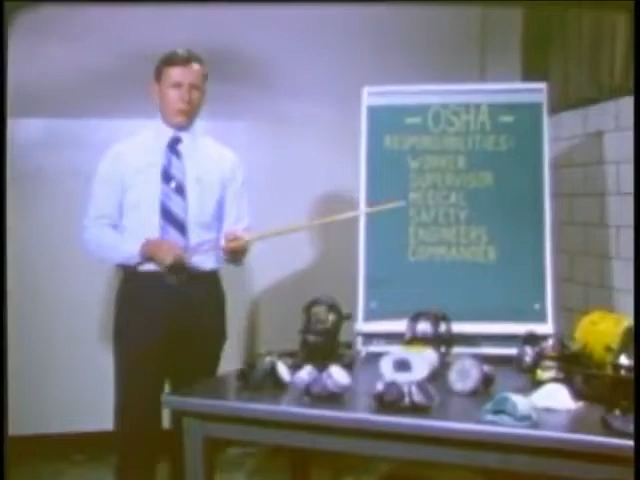 - OSHA -
RESPONSIBILITIES:
WORKER
SUPERVISOR
MEDICAL
SAFETY
ENGINEERS
COMMANDER